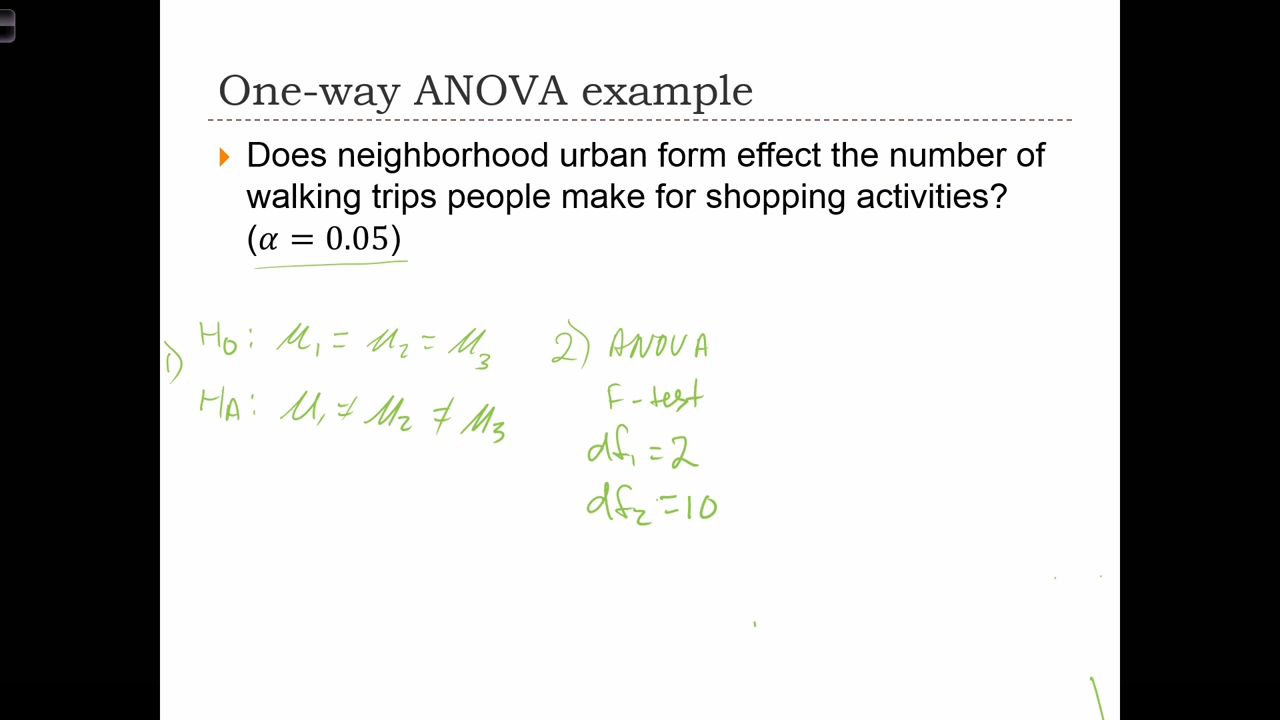 One-way ANOVA example
Does neighborhood urban form effect the number of
walking trips people make for shopping activities?
(α = 0.05)
1) H0: μ1 = μ2 = μ3
HA: μ1 ≠ μ2 ≠ μ3
2) ANOVA
F-test
df1 = 2
df2 = 10